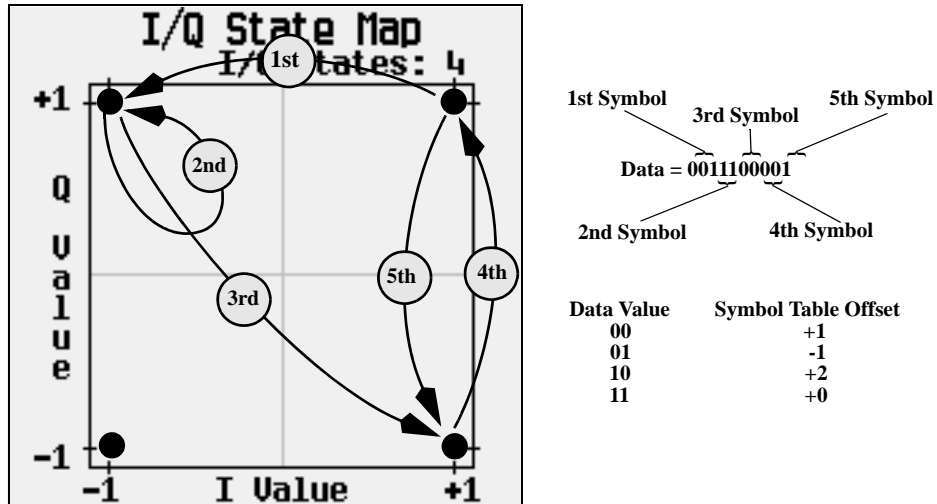 I/Q State Map
I/Q States: 4
1st
+1
2nd
Q Value
3rd
5th
4th
-1
-1
I Value
+1
1st Symbol
5th Symbol
3rd Symbol
Data = 0011100001
2nd Symbol
4th Symbol
Data Value Symbol Table Offset
00 +1
01 -1
10 +2
11 +0